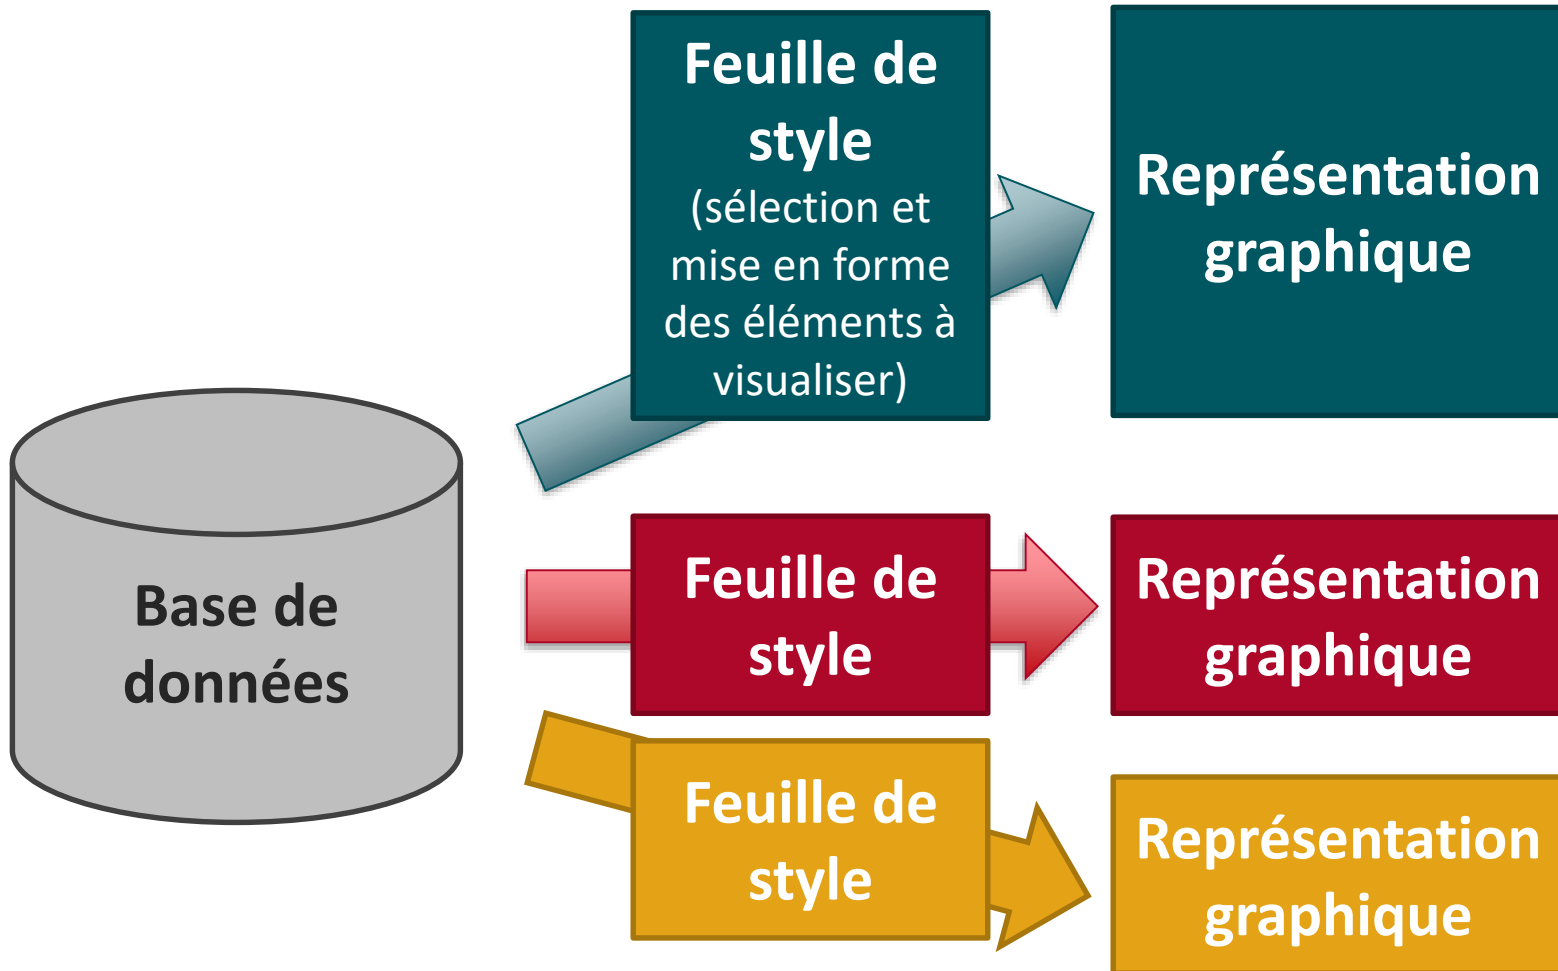 Feuille de
style
(sélection et
mise en forme
des éléments à
visualiser)
Représentation
graphique
Base de
données
Feuille de
style
Représentation
graphique
Feuille de
style
Représentation
graphique